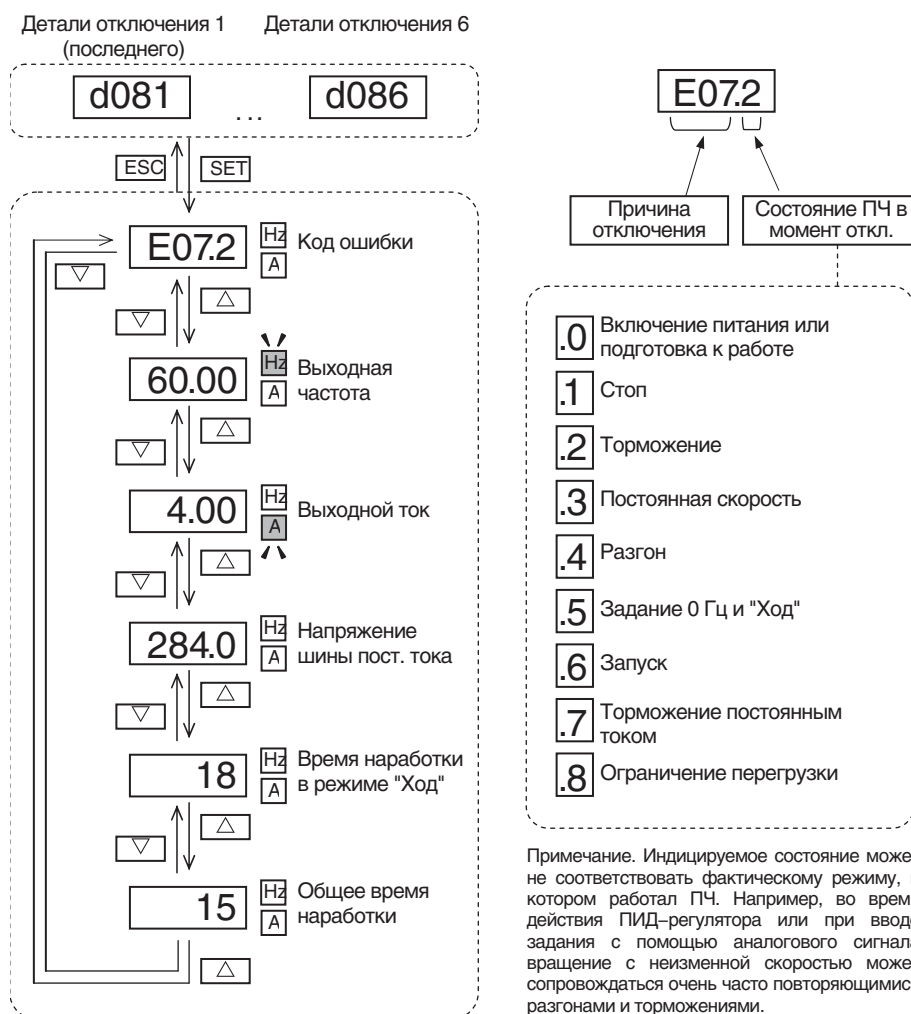 Детали отключения 1
(последнего)
Детали отключения 6
d081
...
d086
ESC
SET
E07.2
Hz
A
Код ошибки
60.00
Hz
A
Выходная
частота
4.00
Hz
A
Выходной ток
284.0
Hz
A
Напряжение
шины пост. тока
18
Hz
A
Время наработки
в режиме "Ход"
15
Hz
A
Общее время
наработки
E07.2
Причина
отключения
Состояние ПЧ в
момент откл.
.0 Включение питания или
подготовка к работе
.1 Стоп
.2 Торможение
.3 Постоянная скорость
.4 Разгон
.5 Задание 0 Гц и "Ход"
.6 Запуск
.7 Торможение постоянным
током
.8 Ограничение перегрузки
Примечание. Индицируемое состояние може
не соответствовать фактическому режиму,
котором работал ПЧ. Например, во врем
действия ПИД–регулятора или при ввод
задания с помощью аналогового сигнала
вращение с неизменной скоростью може
сопровождаться очень часто повторяющимис
разгонами и торможениями.